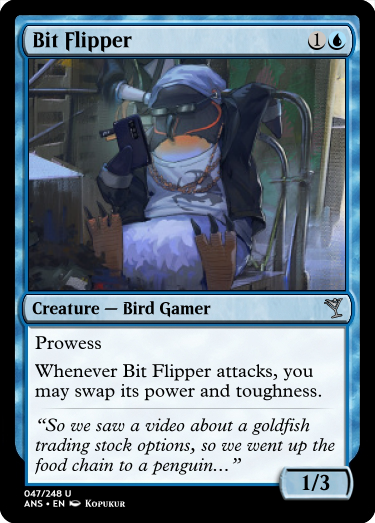 Bit Flipper
1
Creature — Bird Gamer
Prowess
Whenever Bit Flipper attacks, you
may swap its power and toughness.
“So we saw a video about a goldfish
trading stock options, so we went up the
food chain to a penguin…”
1/3
047/248 U
ANS • EN Kopukur